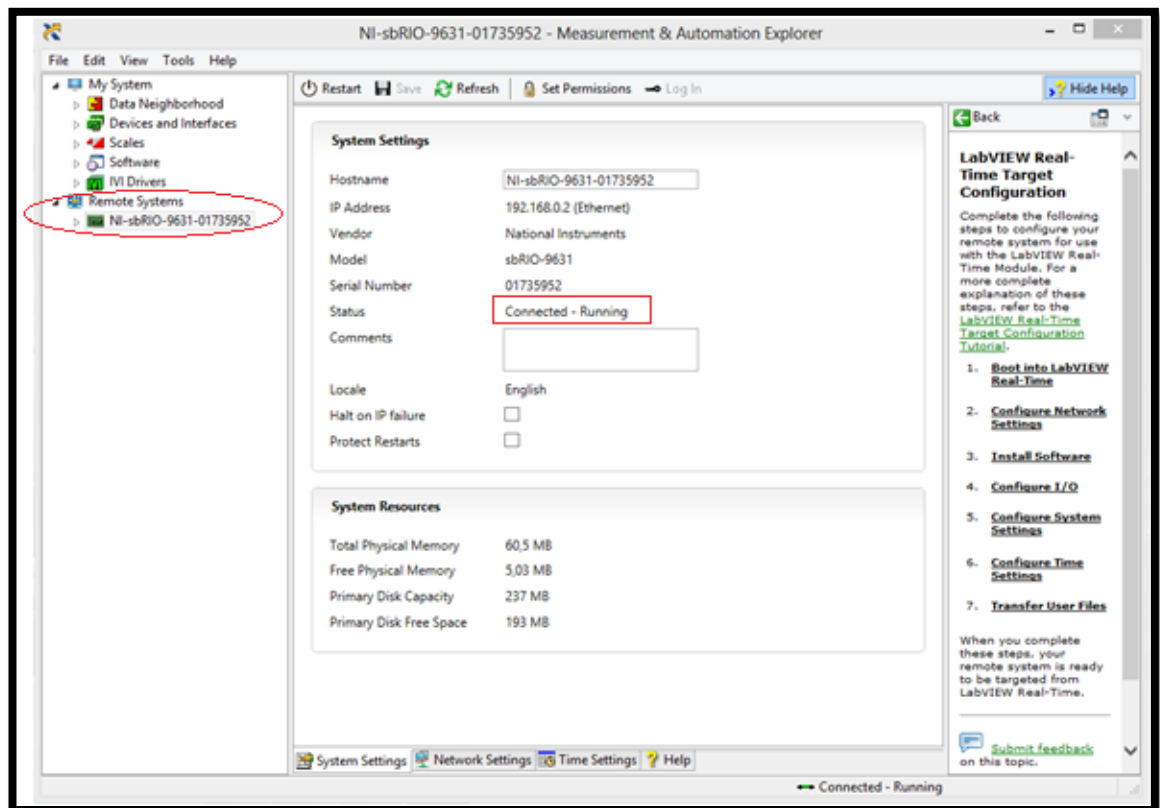 NI-sbRIO-9631-01735952 - Measurement & Automation Explorer
File Edit View Tools Help
My System
Data Neighborhood
Devices and Interfaces
Scales
Software
IVI Drivers
Remote Systems
NI-sbRIO-9631-01735952
Restart Save Refresh Set Permissions Log In
Hide Help
System Settings
Hostname NI-sbRIO-9631-01735952
IP Address 192.168.0.2 (Ethernet)
Vendor National Instruments
Model sbRIO-9631
Serial Number 01735952
Status Connected - Running
Comments
Locale English
Halt on IP failure
Protect Restarts
System Resources
Total Physical Memory 60,5 MB
Free Physical Memory 5,03 MB
Primary Disk Capacity 237 MB
Primary Disk Free Space 193 MB
System Settings Network Settings Time Settings Help
Back
LabVIEW Real-
Time Target
Configuration
Complete the following
steps to configure your
remote system for use
with the LabVIEW Real-
Time Module. For a
more complete
explanation of these
steps, refer to the
LabVIEW Real-Time
Target Configuration
Tutorial.
1. Boot into LabVIEW
Real-Time
2. Configure Network
Settings
3. Install Software
4. Configure I/O
5. Configure System
Settings
6. Configure Time
Settings
7. Transfer User Files
When you complete
these steps, your
remote system is ready
to be targeted from
LabVIEW Real-Time.
Submit feedback
on this topic.
Connected - Running